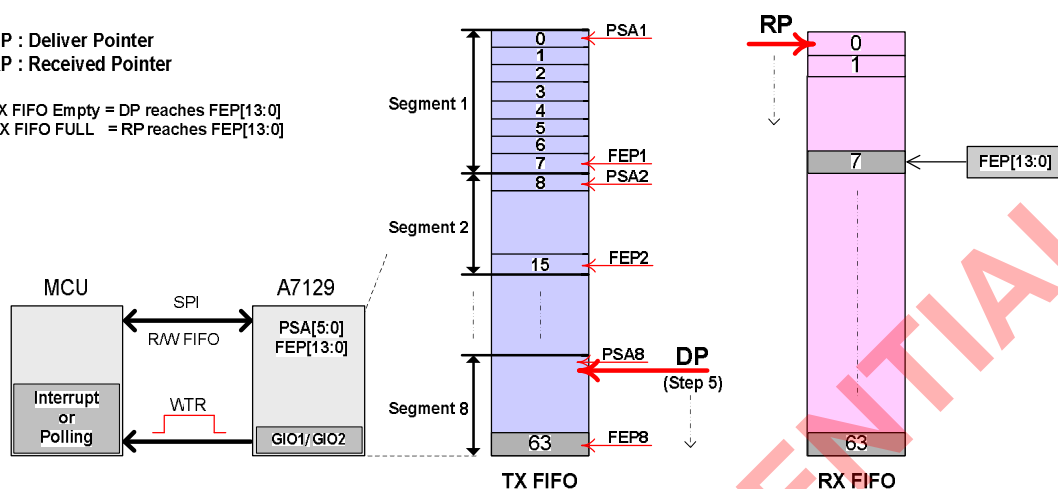 P : Deliver Pointer
P : Received Pointer
X FIFO Empty = DP reaches FEP[13:0]
X FIFO FULL = RP reaches FEP[13:0]
MCU
SPI
R/W FIFO
A7129
PSA[5:0]
FEP[13:0]
Interrupt
or
Polling
WTR
GIO1/GIO2
Segment 1
Segment 2
Segment 8
0
1
2
3
4
5
6
7
8
15
63
PSA1
FEP1
PSA2
FEP2
PSA8
DP
(Step 5)
FEP8
TX FIFO
RP
0
1
7
FEP[13:0]
63
RX FIFO
ENTIAL